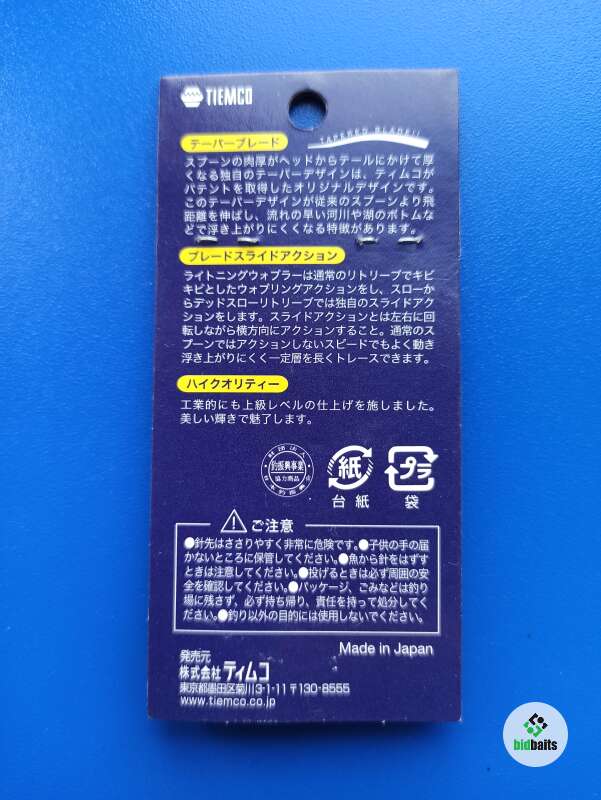 TIEMCO
TAPERED BLADE!!
テーパーブレード
スプーンの肉厚がヘッドからテールにかけて厚
くなる独自のテーパーデザインは、ティムコが
パテントを取得したオリジナルデザインです。
このテーパーデザインが従来のスプーンより飛
距離を伸ばし、流れの早い河川や湖のボトムな
どで浮き上がりにくくなる特徴があります。
ブレードスライドアクション
ライトニングウォブラーは通常のリトリーブでキビ
キビとしたウォブリングアクションをし、スローか
らデッドスローリトリーブでは独自のスライドアク
ションをします。スライドアクションとは左右に回
転しながら横方向にアクションすること。通常のス
プーンではアクションしないスピードでもよく動き
浮き上がりにくく一定層を長くトレースできます。
ハイクオリティー
工業的にも上級レベルの仕上げを施しました。
美しい輝きで魅了します。
釣振興事業
協力商品
紙
台紙
プラ
袋
ご注意
●針先はささりやすく非常に危険です。●子供の手の届
かないところに保管してください。●魚から針をはずす
ときは注意してください。●投げるときは必ず周囲の安
全を確認してください。●パッケージ、ごみなどは釣り
場に残さず、必ず持ち帰り、責任を持って処分してく
ださい。●釣り以外の目的には使用しないでください。
Made in Japan
発売元
株式会社ティムコ
東京都墨田区菊川3-1-11 〒130-8555
www.tiemco.co.jp
bidbaits